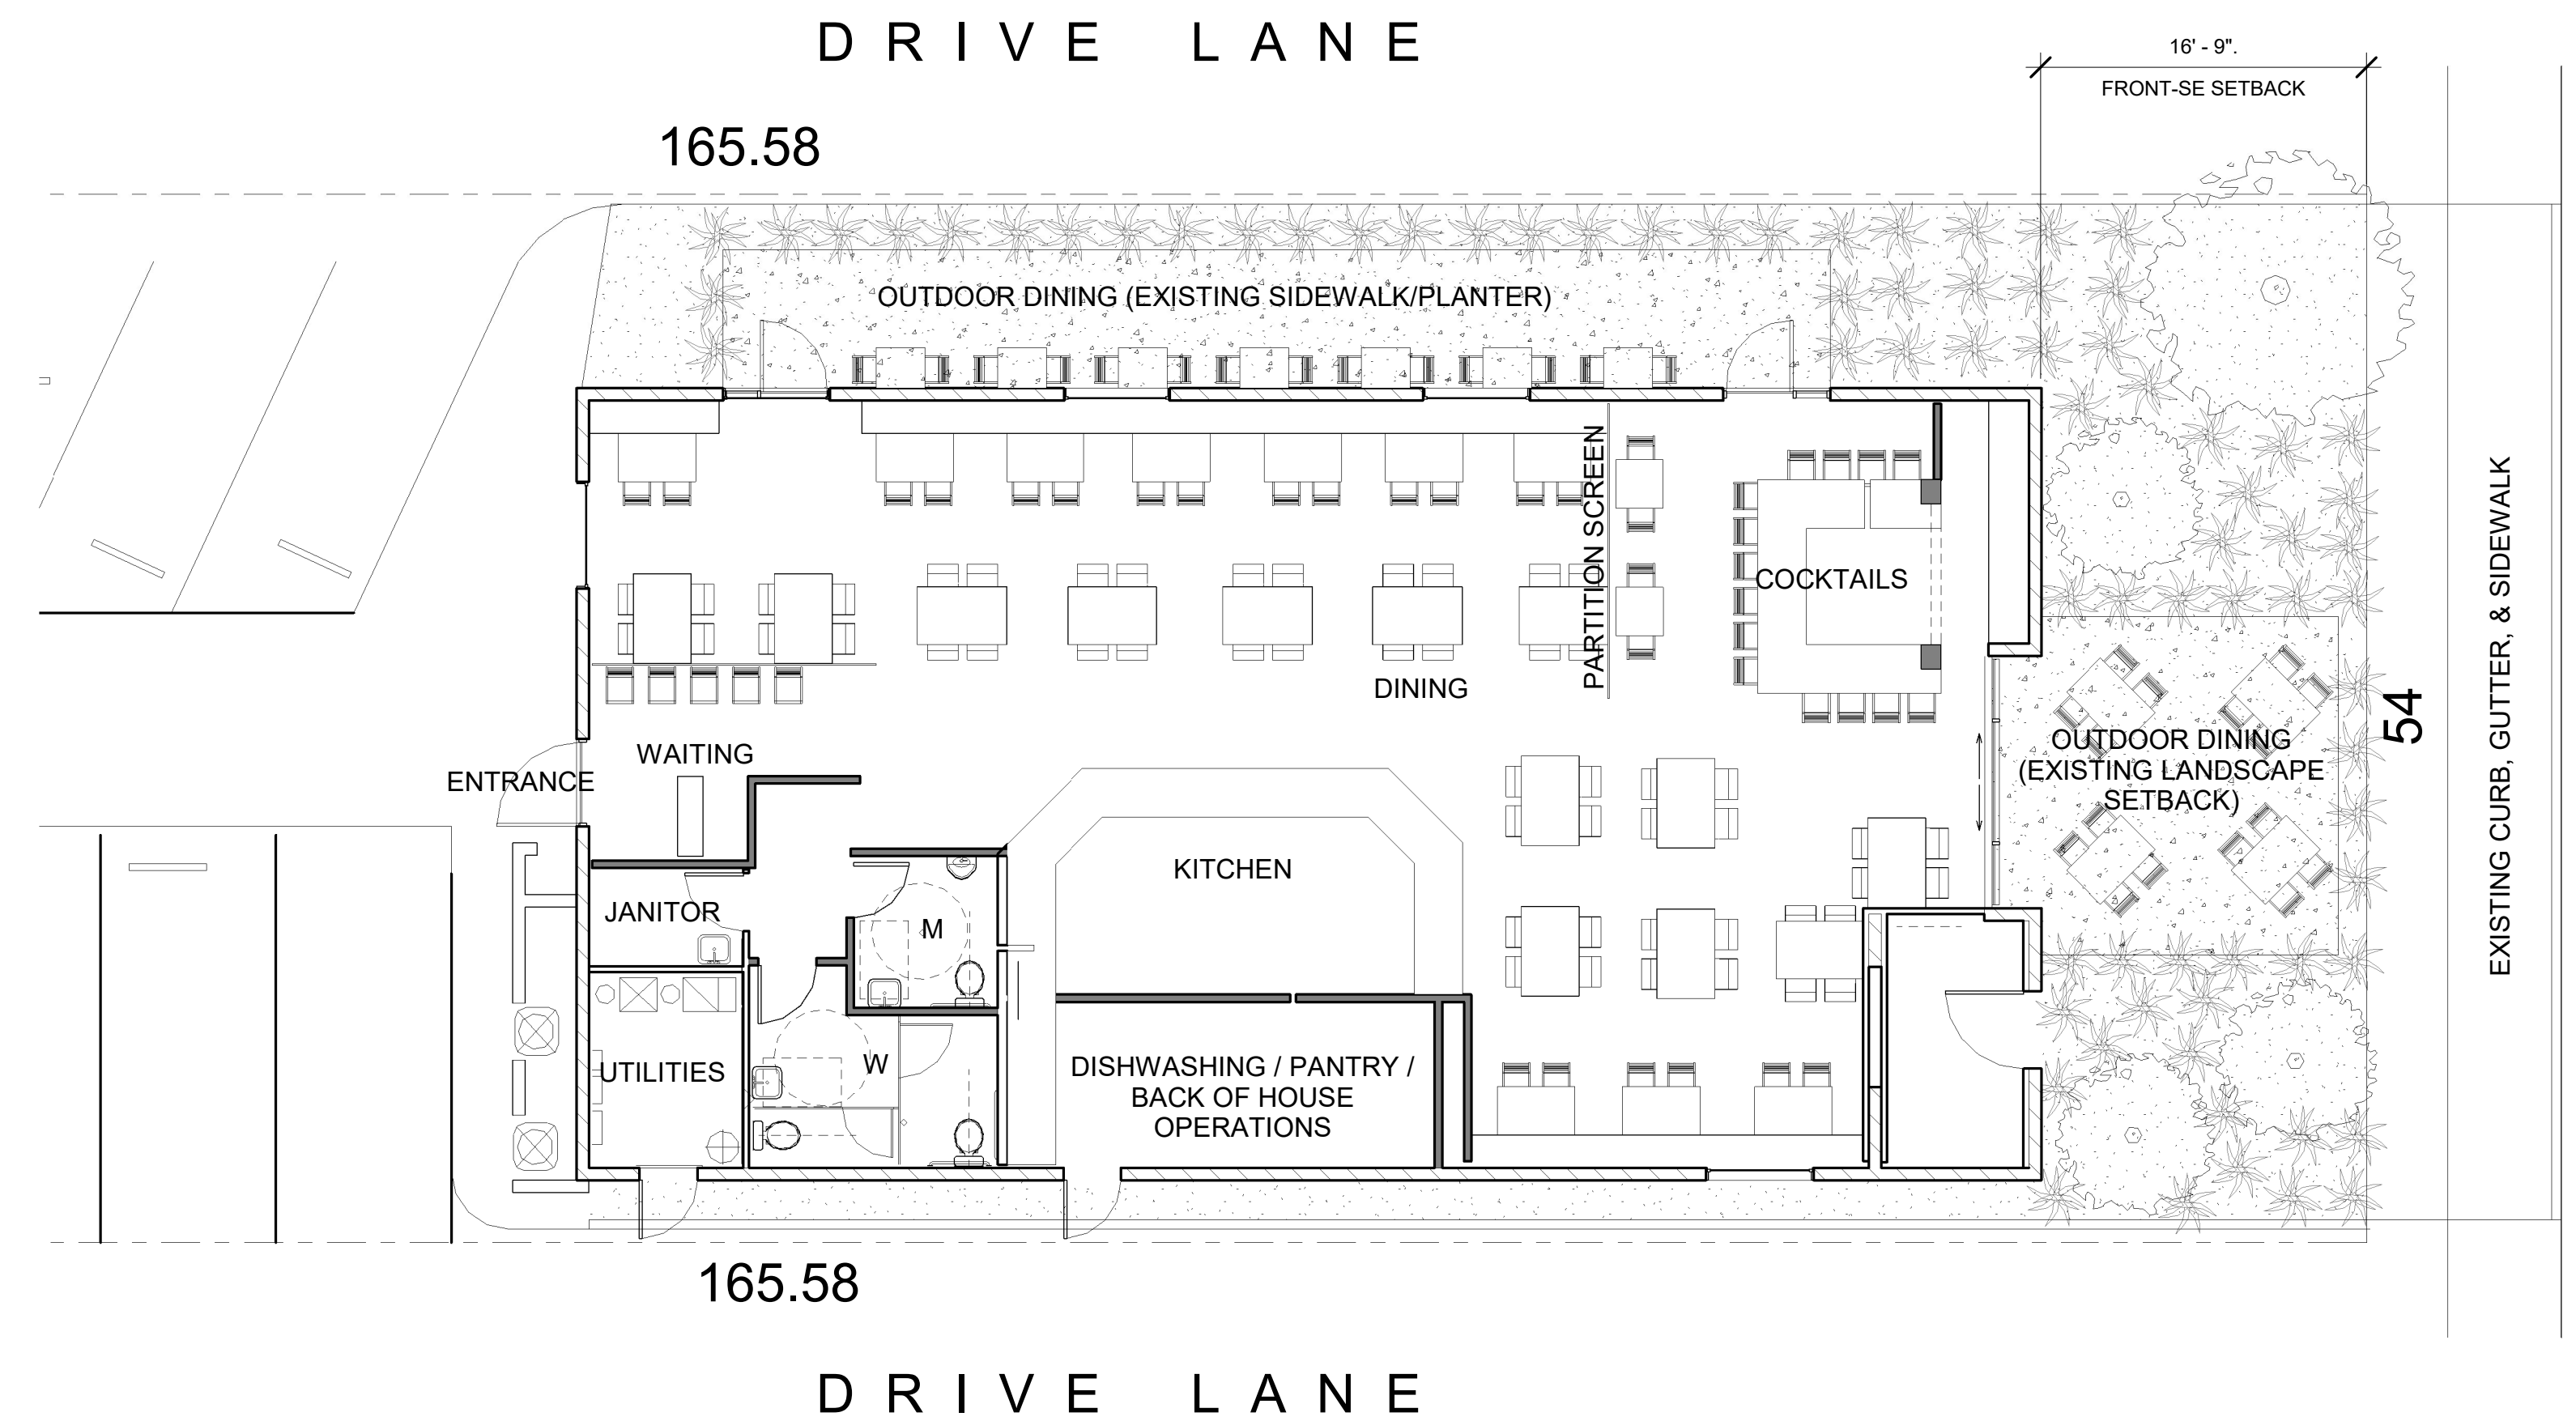 DRIVE LANE
16' - 9".
FRONT-SE SETBACK
165.58
OUTDOOR DINING (EXISTING SIDEWALK/PLANTER)
PARTITION SCREEN
COCKTAILS
DINING
WAITING
ENTRANCE
OUTDOOR DINING
(EXISTING LANDSCAPE
SETBACK)
54
EXISTING CURB, GUTTER, & SIDEWALK
KITCHEN
JANITOR
M
UTILITIES
W
DISHWASHING / PANTRY /
BACK OF HOUSE
OPERATIONS
165.58
DRIVE LANE